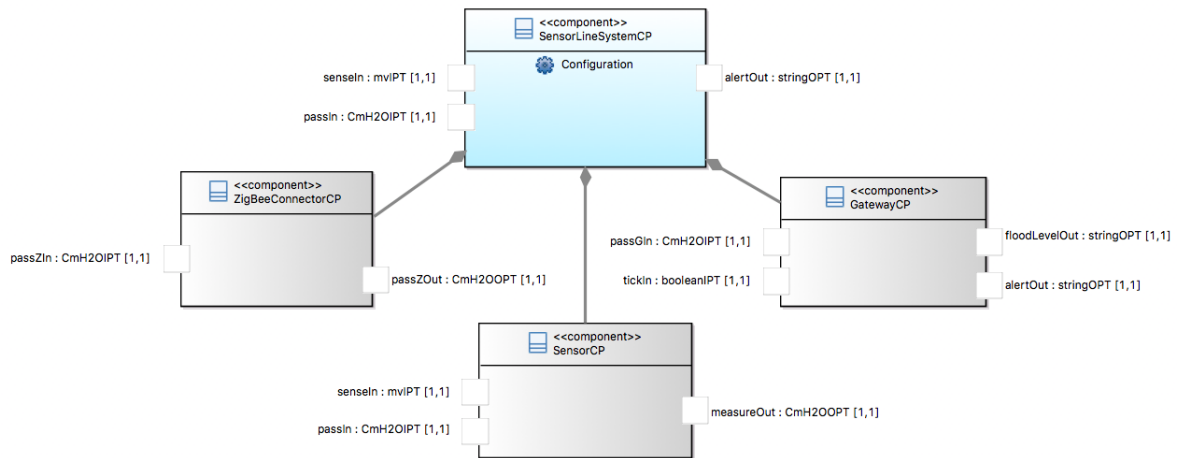 <<component>>
SensorLineSystemCP
Configuration
senseIn : mvIPT [1,1]
alertOut : stringOPT [1,1]
passIn : CmH2OIPT [1,1]
<<component>>
ZigBeeConnectorCP
passZIn : CmH2OIPT [1,1]
passZOut : CmH2OOPT [1,1]
<<component>>
GatewayCP
passGIn : CmH2OIPT [1,1]
floodLevelOut : stringOPT [1,1]
tickIn : booleanIPT [1,1]
alertOut : stringOPT [1,1]
<<component>>
SensorCP
senseIn : mvIPT [1,1]
measureOut : CmH2OOPT [1,1]
passIn : CmH2OIPT [1,1]